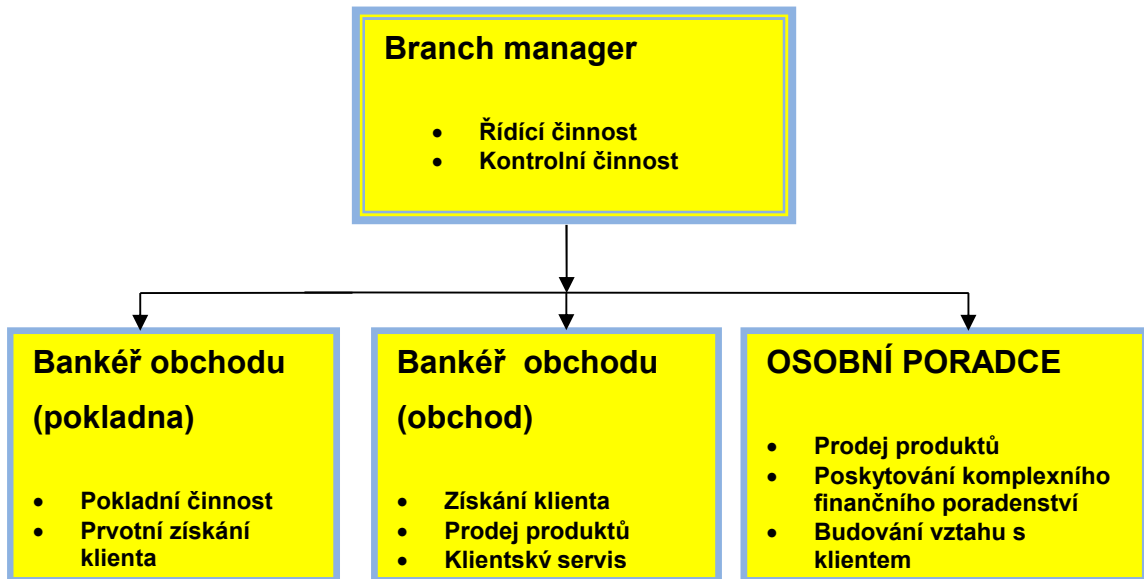 Branch manager
• Řídící činnost
• Kontrolní činnost
Bankéř obchodu
(pokladna)
• Pokladní činnost
• Prvotní získání
klienta
Bankéř obchodu
(obchod)
• Získání klienta
• Prodej produktů
• Klientský servis
OSOBNÍ PORADCE
• Prodej produktů
• Poskytování komplexního
finančního poradenství
• Budování vztahu s
klientem